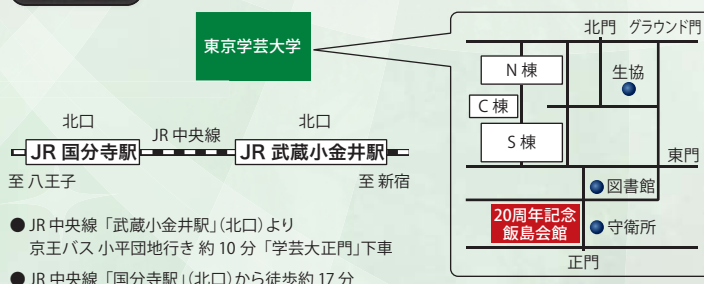 東京学芸大学
北口
北口
JR 中央線
JR 国分寺駅
JR 武蔵小金井駅
至 八王子
至 新宿
● JR 中央線「武蔵小金井駅」（北口）より
京王バス 小平団地行き 約 10 分「学芸大正門」下車
● JR 中央線「国分寺駅」（北口）から徒歩約 17 分
北門
グラウンド門
N 棟
生協
C 棟
S 棟
東門
図書館
20周年記念
飯島会館
守衛所
正門